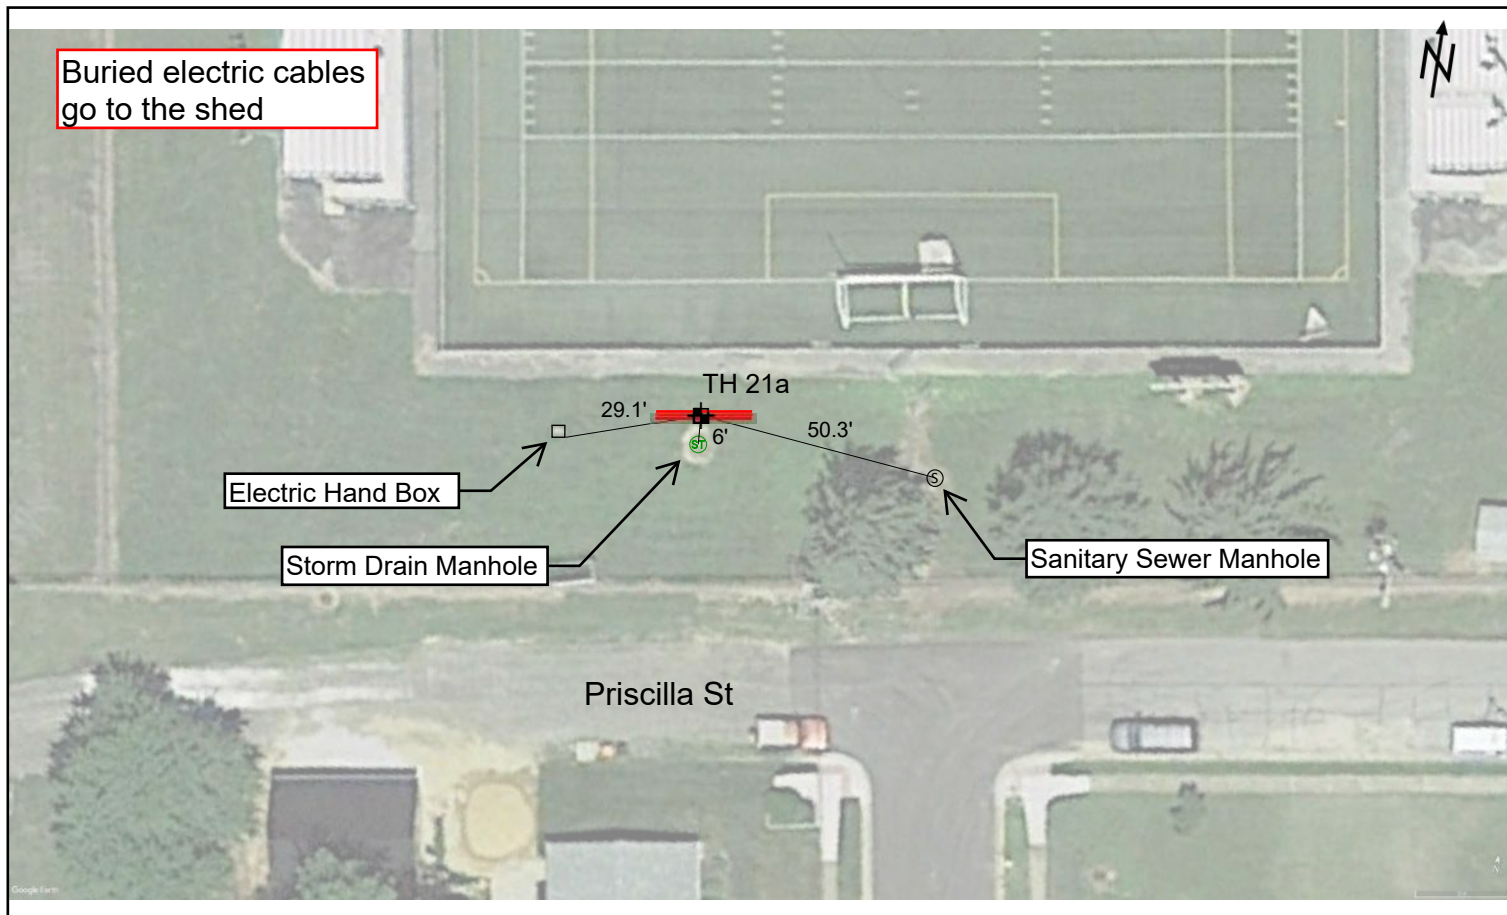 Buried electric cables
go to the shed
N
TH 21a
29.1'
6'
50.3'
ST
S
Electric Hand Box
Storm Drain Manhole
Sanitary Sewer Manhole
Priscilla St
Google Earth
N